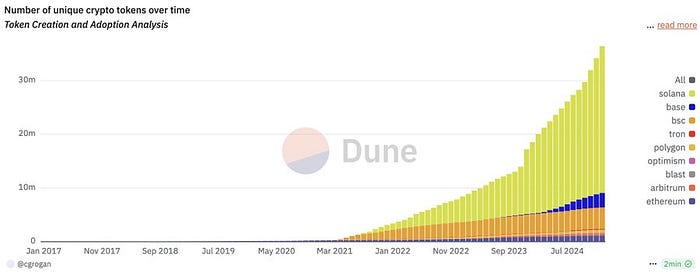 Number of unique crypto tokens over time
Token Creation and Adoption Analysis
... read more
30m
20m
10m
0
Jan 2017 Nov 2017 Sep 2018 Jul 2019 May 2020 Mar 2021 Jan 2022 Nov 2022 Sep 2023 Jul 2024
Dune
All
solana
base
bsc
tron
polygon
optimism
blast
arbitrum
ethereum
@cgrogan
... 2min